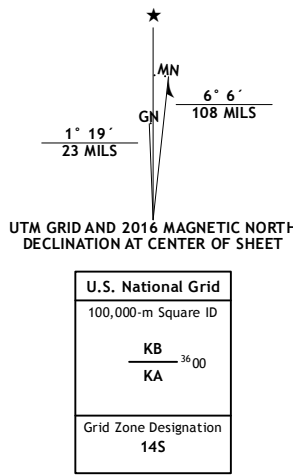 MN
GN
6° 6´
108 MILS
1° 19´
23 MILS
UTM GRID AND 2016 MAGNETIC NORTH
DECLINATION AT CENTER OF SHEET
U.S. National Grid
100,000-m Square ID
KB
3600
KA
Grid Zone Designation
14S